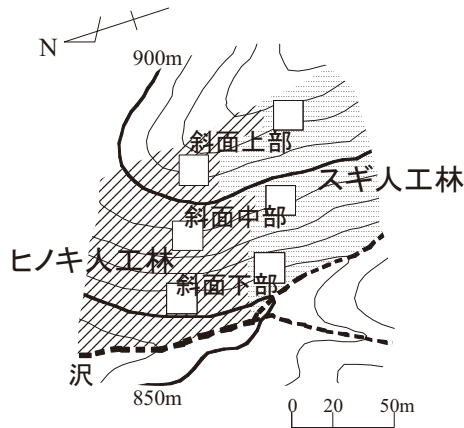 N
900m
斜面上部
スギ人工林
斜面中部
ヒノキ人工林
斜面下部
沢
850m
0 20 50m